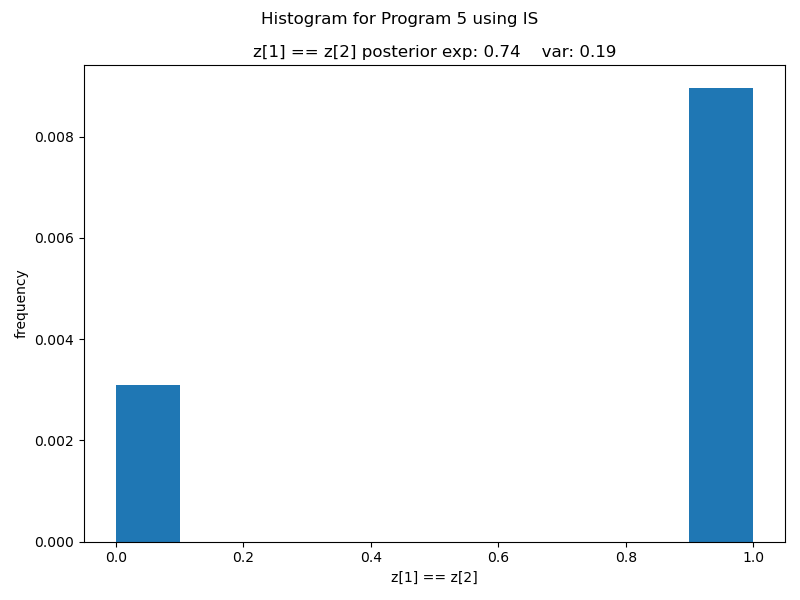 Histogram for Program 5 using IS
z[1] == z[2] posterior exp: 0.74    var: 0.19
0.008
0.006
0.004
0.002
0.000
frequency
0.0 0.2 0.4 0.6 0.8 1.0
z[1] == z[2]